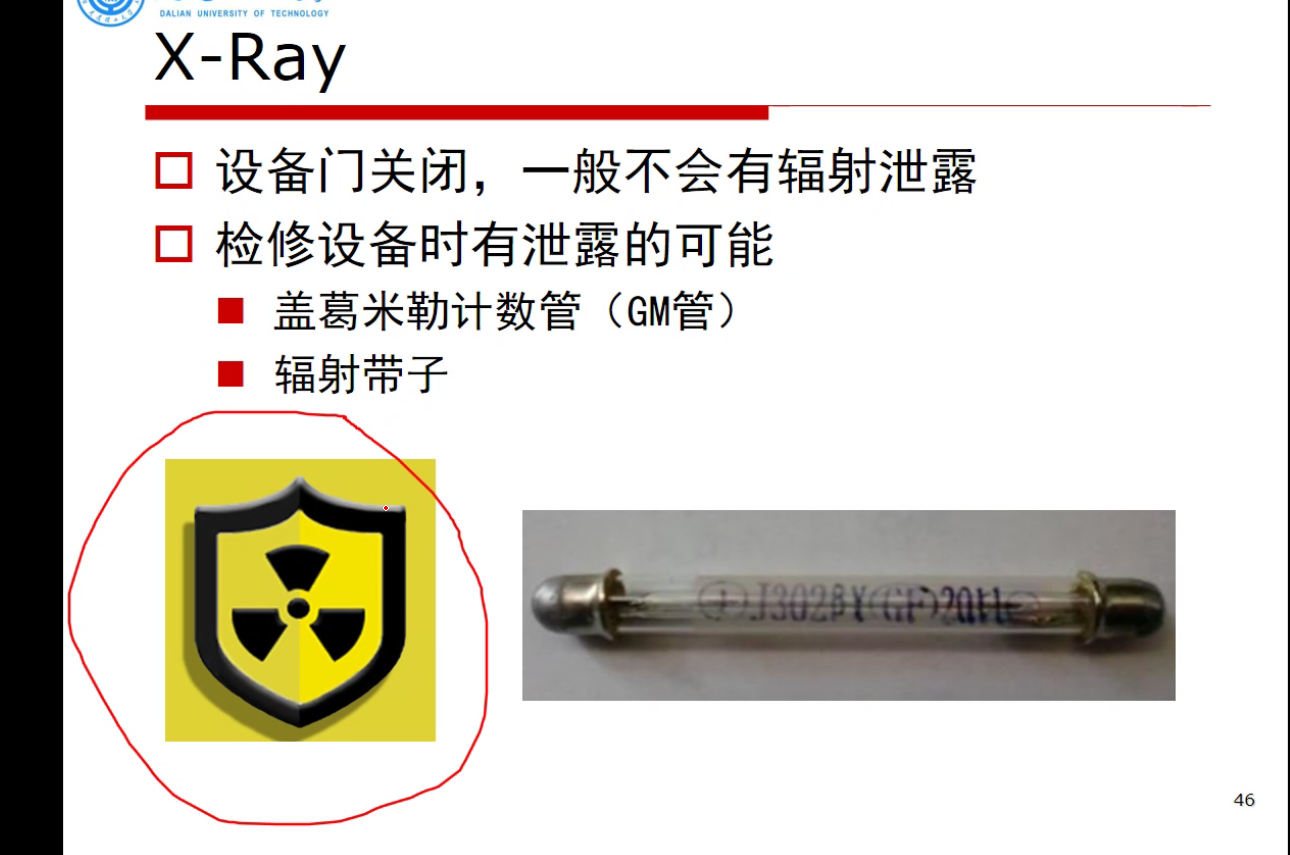 DALIAN UNIVERSITY OF TECHNOLOGY
X-Ray
设备门关闭，一般不会有辐射泄露
检修设备时有泄露的可能
盖葛米勒计数管（GM管）
辐射带子
J302βγ(GF)
46